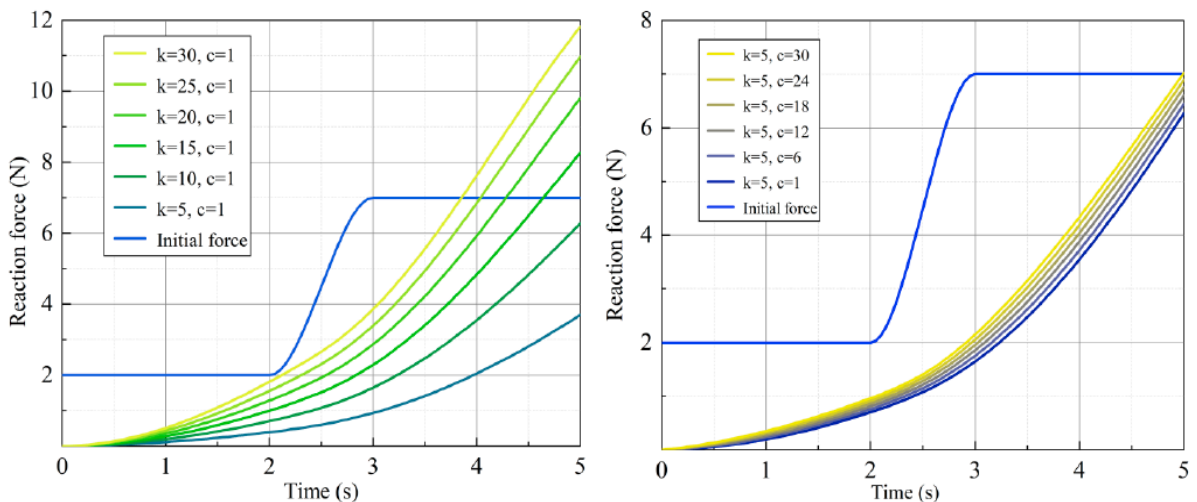 Reaction force (N)
12
10
8
6
4
2
0
k=30, c=1
k=25, c=1
k=20, c=1
k=15, c=1
k=10, c=1
k=5, c=1
Initial force
0 1 2 3 4 5
Time (s)
Reaction force (N)
8
6
4
2
0
k=5, c=30
k=5, c=24
k=5, c=18
k=5, c=12
k=5, c=6
k=5, c=1
Initial force
0 1 2 3 4 5
Time (s)